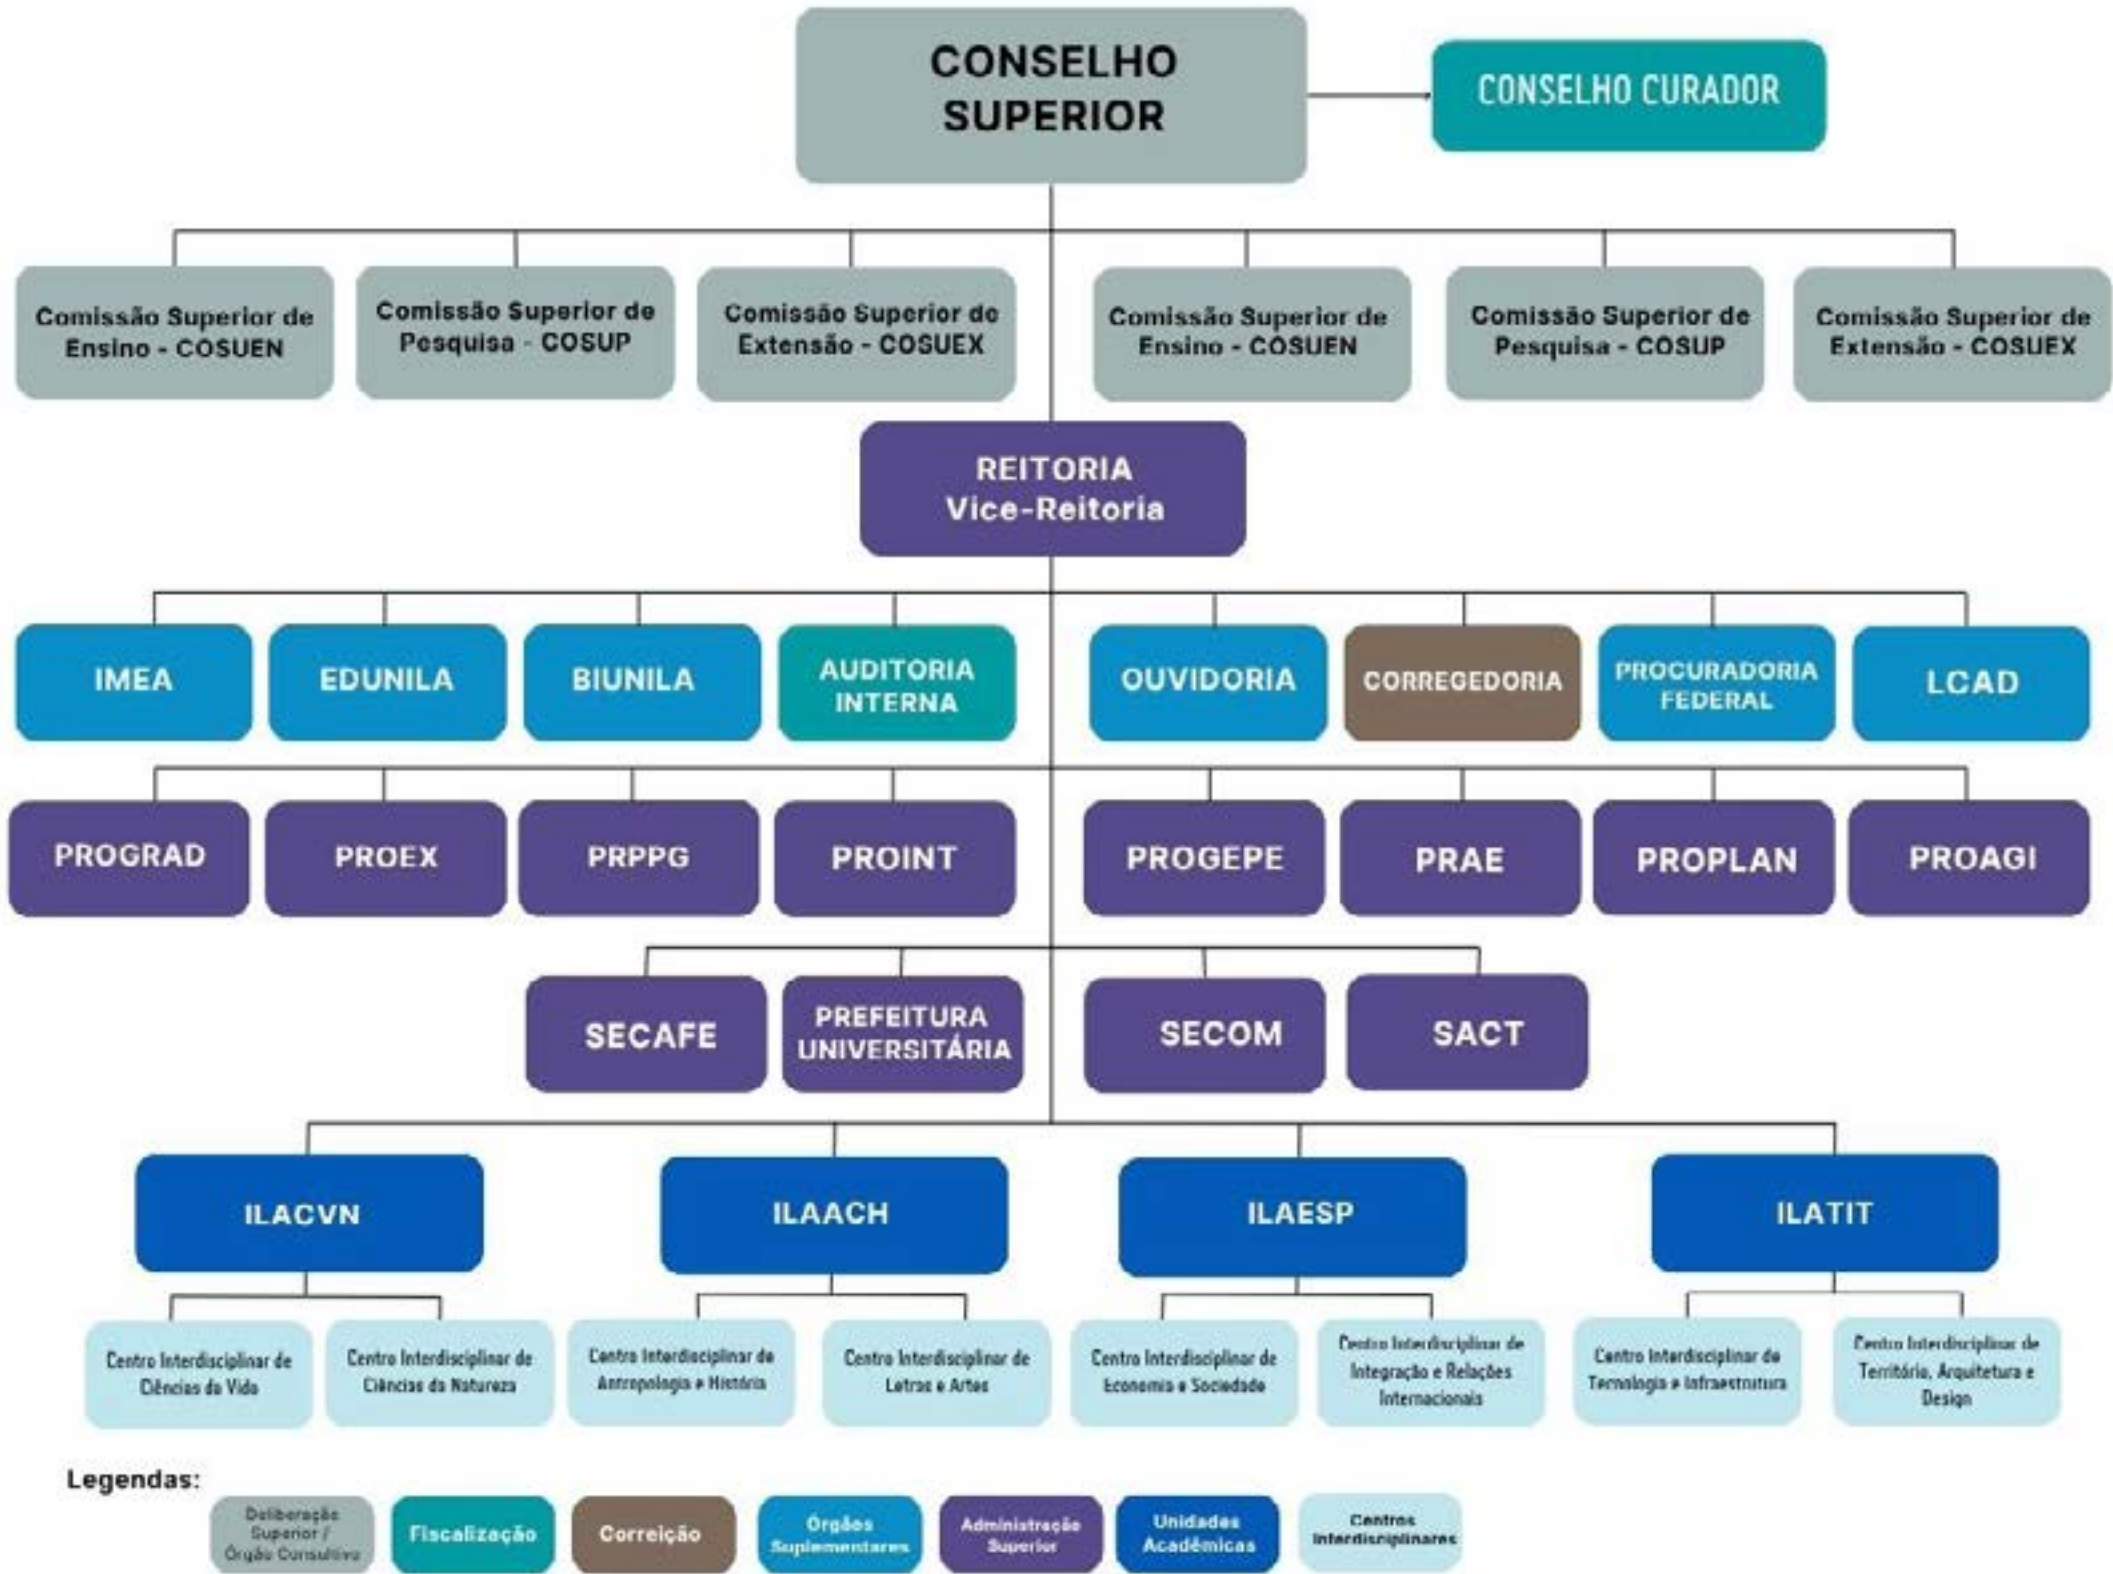 CONSELHO
SUPERIOR
CONSELHO CURADOR
Comissão Superior de
Ensino - COSUEN
Comissão Superior de
Pesquisa - COSUP
Comissão Superior de
Extensão - COSUEX
Comissão Superior de
Ensino - COSUEN
Comissão Superior de
Pesquisa - COSUP
Comissão Superior de
Extensão - COSUEX
REITORIA
Vice-Reitoria
IMEA
EDUNILA
BIUNILA
AUDITORIA
INTERNA
OUVIDORIA
CORREGEDORIA
PROCURADORIA
FEDERAL
LCAD
PROGRAD
PROEX
PRPPG
PROINT
PROGEPE
PRAE
PROPLAN
PROAGI
SECAFE
PREFEITURA
UNIVERSITÁRIA
SECOM
SACT
ILACVN
ILAACH
ILAESP
ILATIT
Centro Interdisciplinar de
Ciências da Vida
Centro Interdisciplinar de
Ciências da Natureza
Centro Interdisciplinar de
Antropologia e História
Centro Interdisciplinar de
Letras e Artes
Centro Interdisciplinar de
Economia e Sociedade
Centro Interdisciplinar de
Integração e Relações
Internacionais
Centro Interdisciplinar de
Tecnologia e Infraestrutura
Centro Interdisciplinar de
Território, Arquitetura e
Design
Legendas:
Deliberação
Superior /
Órgão Consultivo
Fiscalização
Correição
Órgãos
Suplementares
Administração
Superior
Unidades
Acadêmicas
Centros
Interdisciplinares